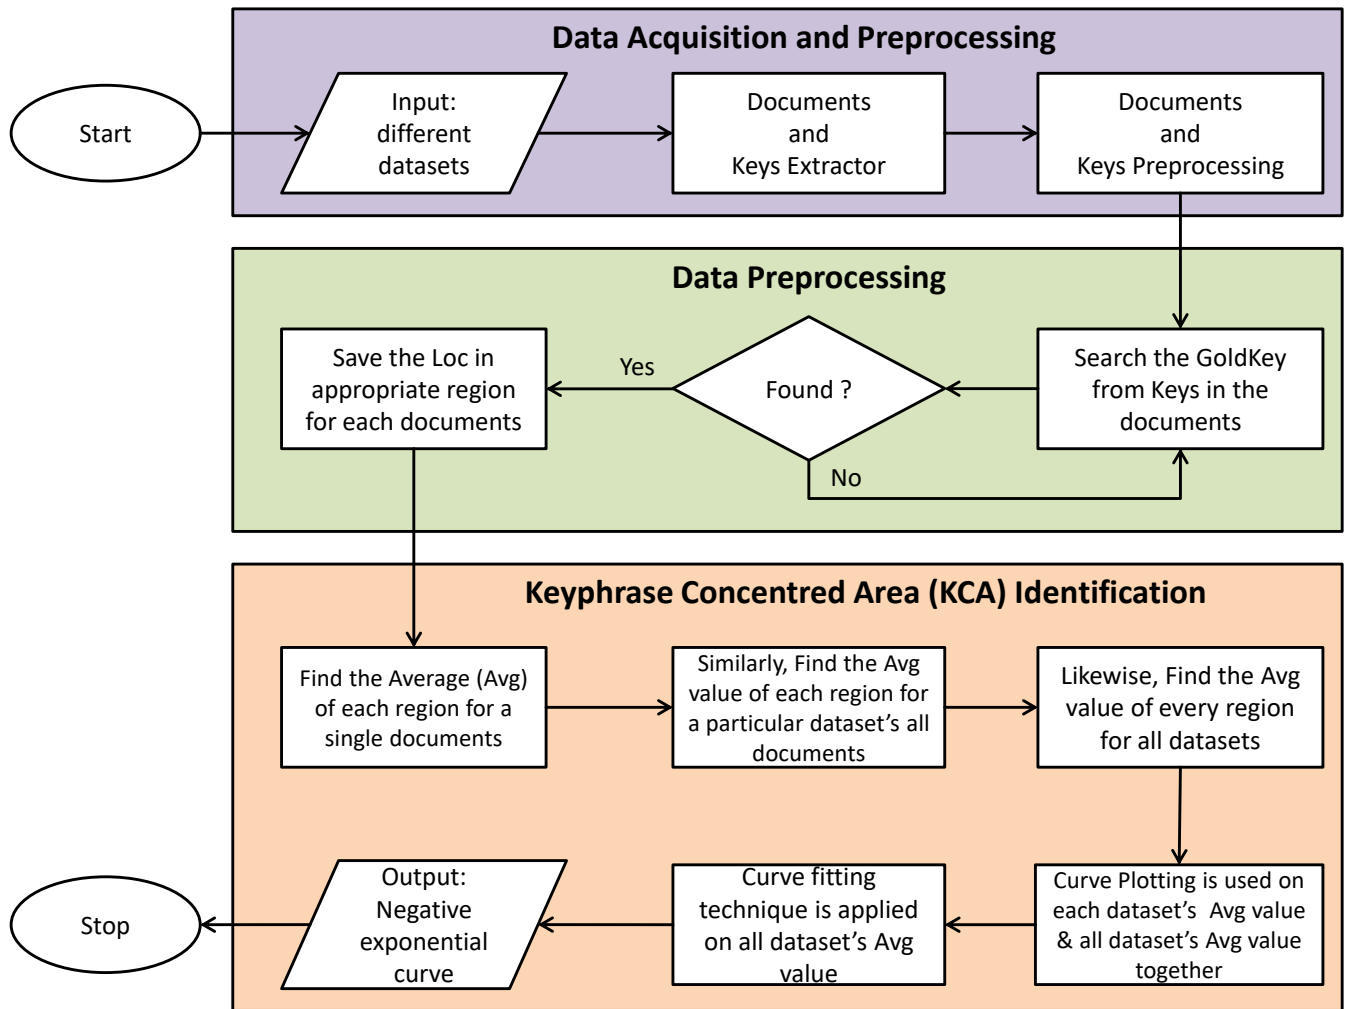 Data Acquisition and Preprocessing
Start
Input:
different
datasets
Documents
and
Keys Extractor
Documents
and
Keys Preprocessing
Data Preprocessing
Save the Loc in
appropriate region
for each documents
Yes
Found ?
No
Search the GoldKey
from Keys in the
documents
Keyphrase Concentred Area (KCA) Identification
Find the Average (Avg)
of each region for a
single documents
Similarly, Find the Avg
value of each region for
a particular dataset's all
documents
Likewise, Find the Avg
value of every region
for all datasets
Stop
Output:
Negative
exponential
curve
Curve fitting
technique is applied
on all dataset's Avg
value
Curve Plotting is used on
each dataset's Avg value
& all dataset's Avg value
together